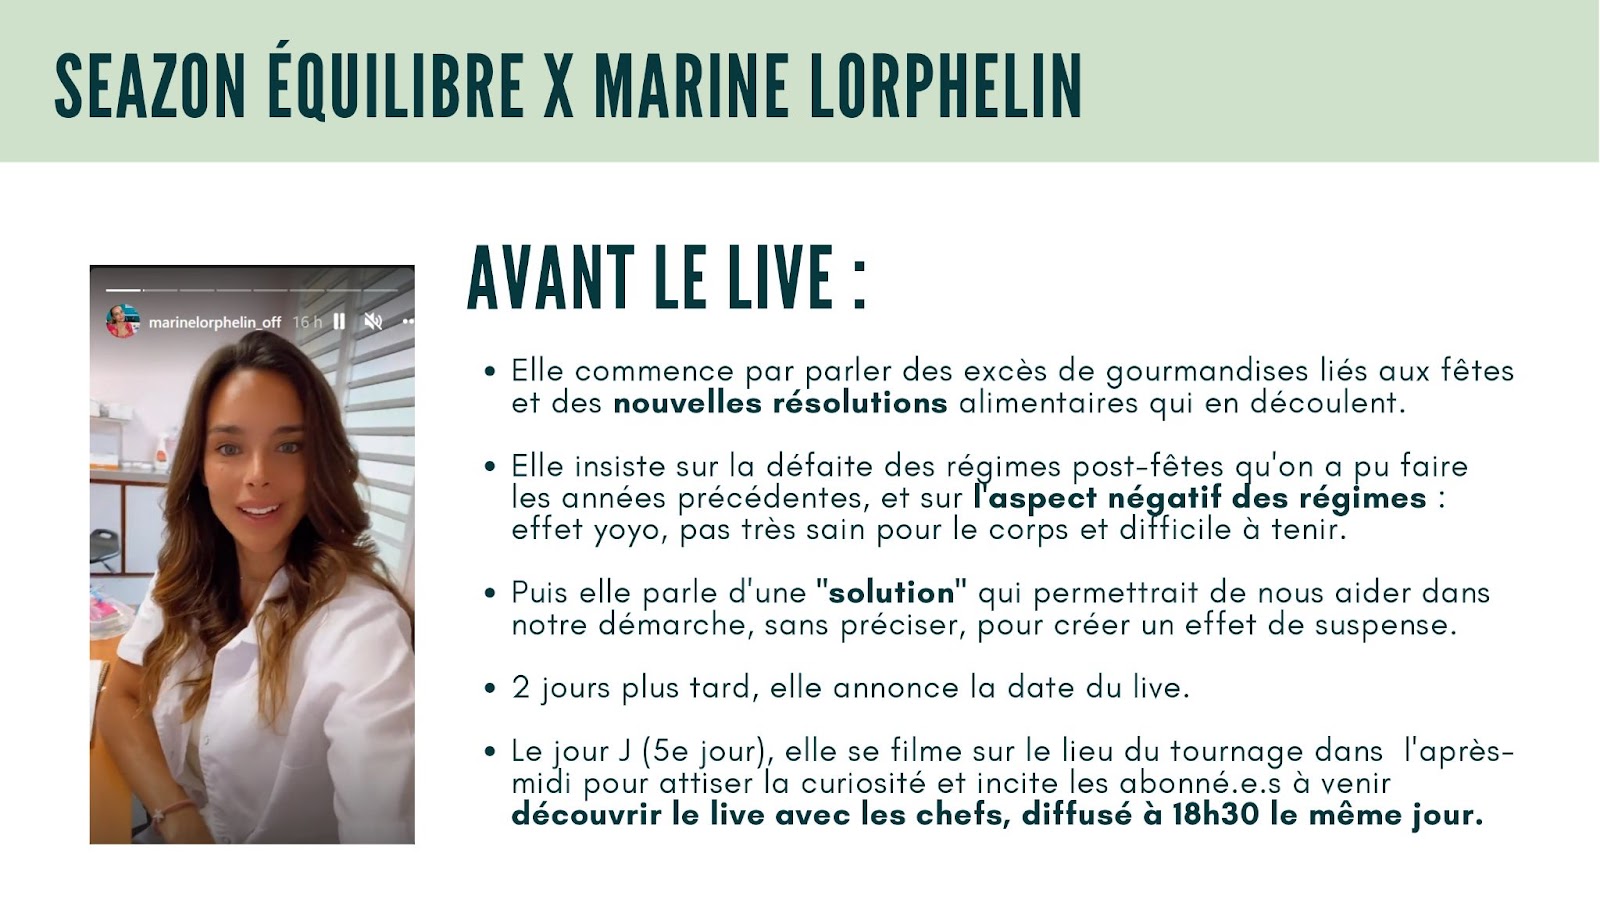 SEAZON ÉQUILIBRE X MARINE LORPHELIN
marinelorphelin_off 16 h
AVANT LE LIVE :
• Elle commence par parler des excès de gourmandises liés aux fêtes
et des nouvelles résolutions alimentaires qui en découlent.
• Elle insiste sur la défaite des régimes post-fêtes qu'on a pu faire
les années précédentes, et sur l'aspect négatif des régimes :
effet yoyo, pas très sain pour le corps et difficile à tenir.
• Puis elle parle d'une "solution" qui permettrait de nous aider dans
notre démarche, sans préciser, pour créer un effet de suspense.
• 2 jours plus tard, elle annonce la date du live.
• Le jour J (5e jour), elle se filme sur le lieu du tournage dans l'après-
midi pour attiser la curiosité et incite les abonné.e.s à venir
découvrir le live avec les chefs, diffusé à 18h30 le même jour.